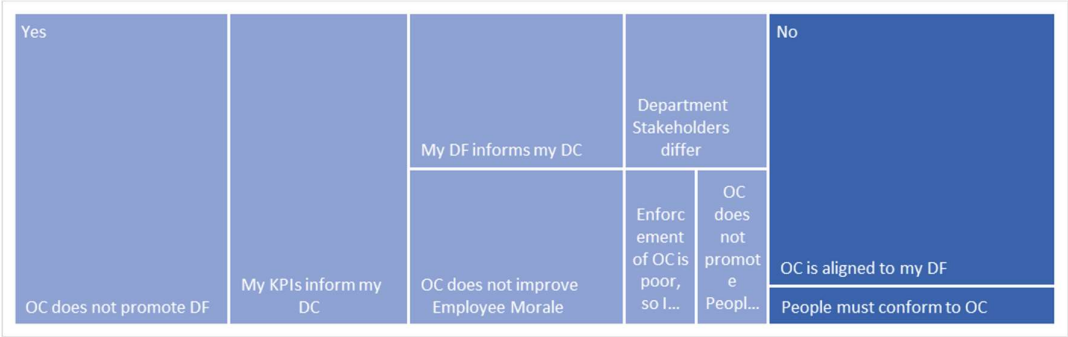 Yes
OC does not promote DF
My KPIs inform my
DC
My DF informs my DC
OC does not improve
Employee Morale
Department
Stakeholders
differ
Enforc
ement
of OC is
poor,
so I...
OC
does
not
promot
e
Peopl...
No
OC is aligned to my DF
People must conform to OC